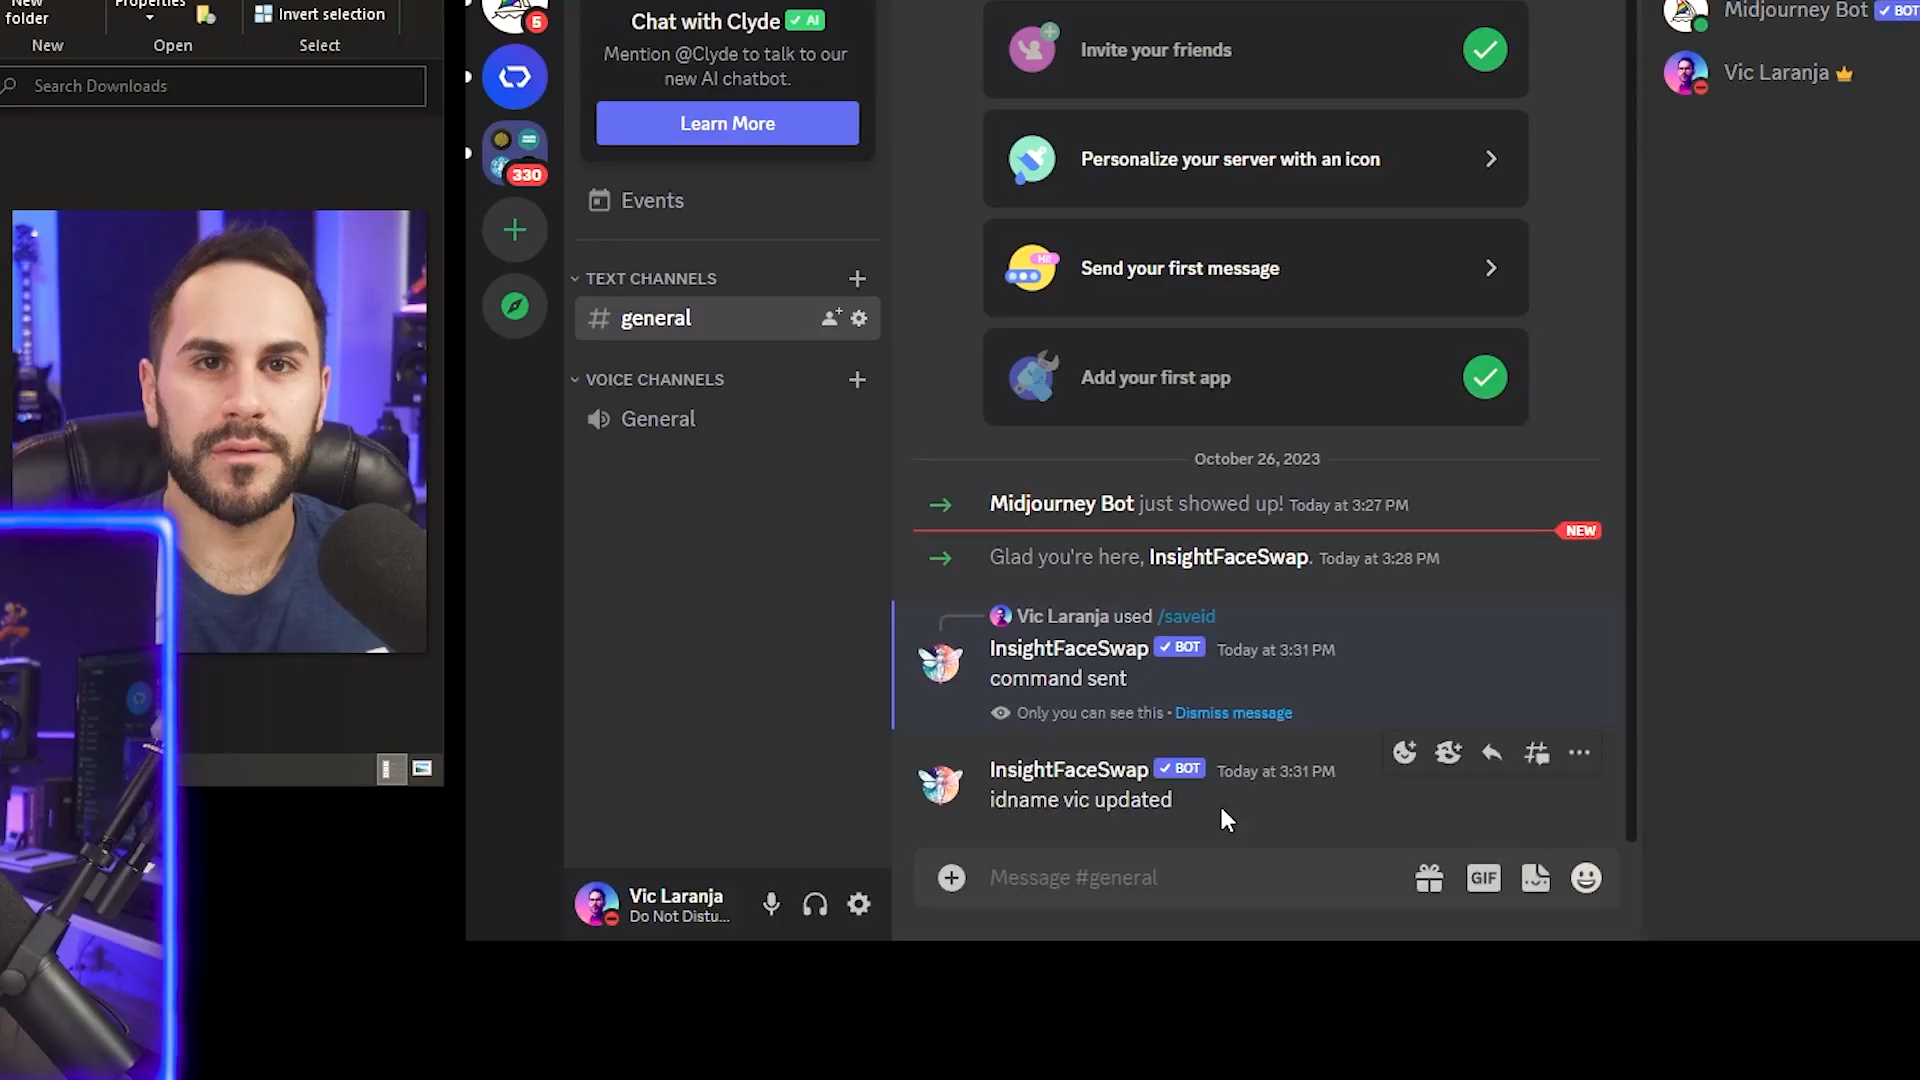 New
folder
Properties
Invert selection
New
Open
Select
Search Downloads
5
330
Chat with Clyde ✓ AI
Mention @Clyde to talk to our
new AI chatbot.
Learn More
Events
TEXT CHANNELS
general
VOICE CHANNELS
General
Vic Laranja
Do Not Distu...
Invite your friends
Personalize your server with an icon
Hi!
Send your first message
Add your first app
October 26, 2023
Midjourney Bot just showed up! Today at 3:27 PM
NEW
Glad you're here, InsightFaceSwap. Today at 3:28 PM
Vic Laranja used /saveid
InsightFaceSwap ✓ BOT Today at 3:31 PM
command sent
Only you can see this • Dismiss message
InsightFaceSwap ✓ BOT Today at 3:31 PM
idname vic updated
Message #general
GIF
Midjourney Bot ✓ BOT
Vic Laranja